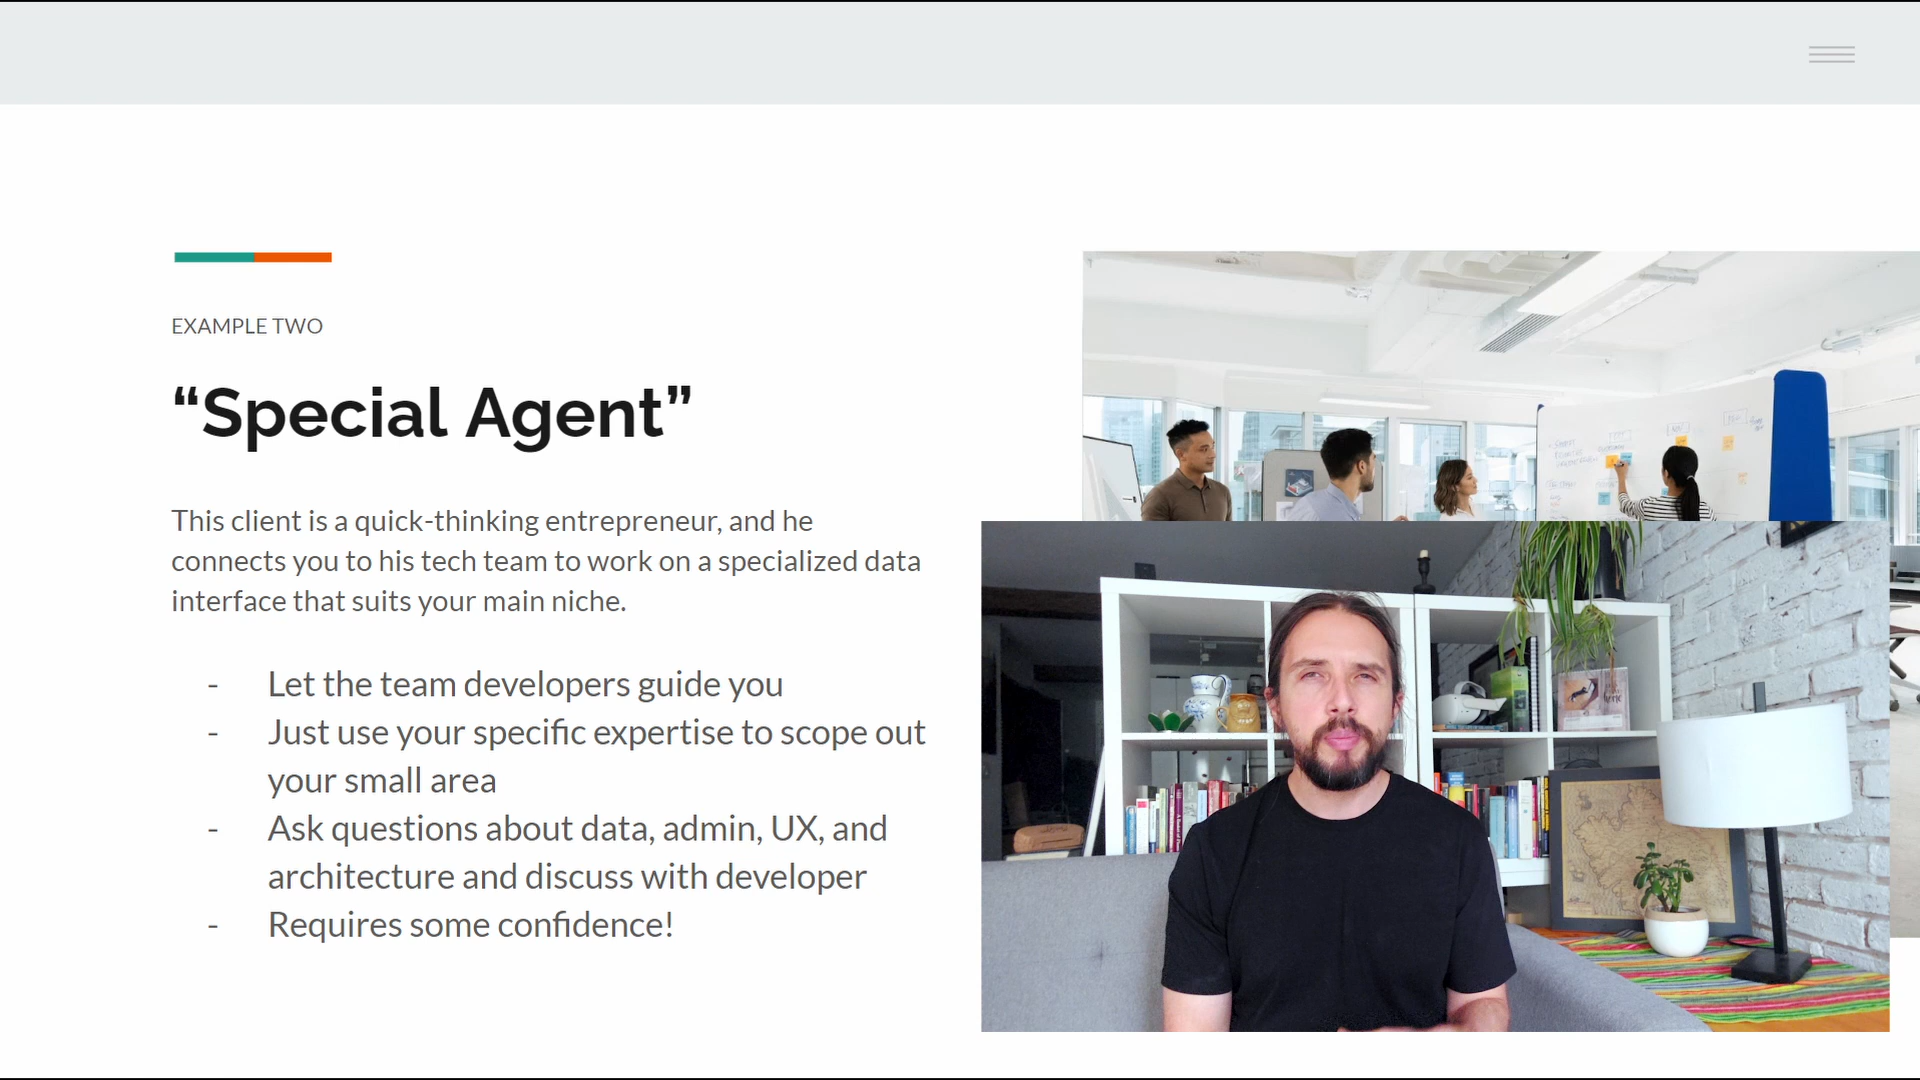 EXAMPLE TWO
“Special Agent”
This client is a quick-thinking entrepreneur, and he
connects you to his tech team to work on a specialized data
interface that suits your main niche.
- Let the team developers guide you
- Just use your specific expertise to scope out
your small area
- Ask questions about data, admin, UX, and
architecture and discuss with developer
- Requires some confidence!